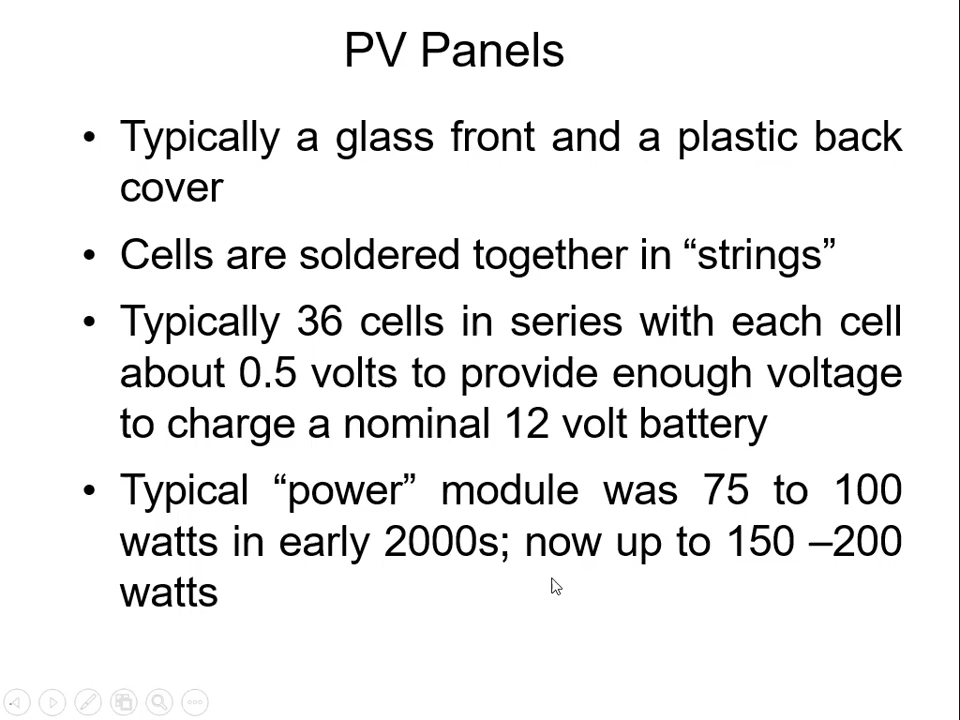 PV Panels
• Typically a glass front and a plastic back
cover
• Cells are soldered together in “strings”
• Typically 36 cells in series with each cell
about 0.5 volts to provide enough voltage
to charge a nominal 12 volt battery
• Typical “power” module was 75 to 100
watts in early 2000s; now up to 150 –200
watts